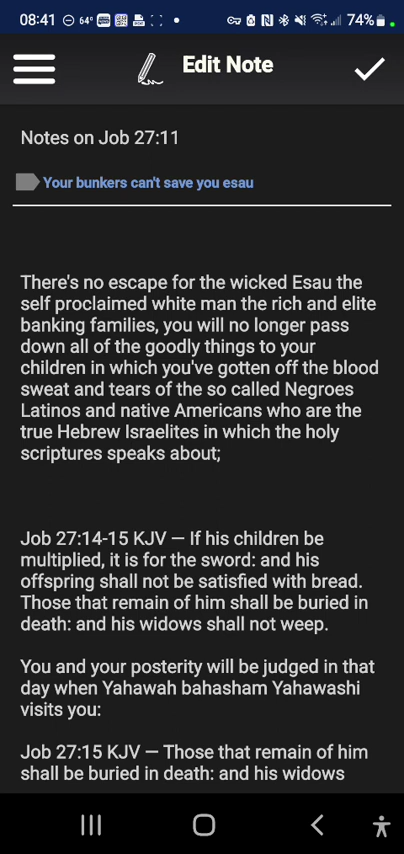 08:41 64°
74%
Edit Note
Notes on Job 27:11
Your bunkers can't save you esau
There's no escape for the wicked Esau the
self proclaimed white man the rich and elite
banking families, you will no longer pass
down all of the goodly things to your
children in which you've gotten off the blood
sweat and tears of the so called Negroes
Latinos and native Americans who are the
true Hebrew Israelites in which the holy
scriptures speaks about;
Job 27:14-15 KJV — If his children be
multiplied, it is for the sword: and his
offspring shall not be satisfied with bread.
Those that remain of him shall be buried in
death: and his widows shall not weep.
You and your posterity will be judged in that
day when Yahawah bahasham Yahawashi
visits you:
Job 27:15 KJV — Those that remain of him
shall be buried in death: and his widows